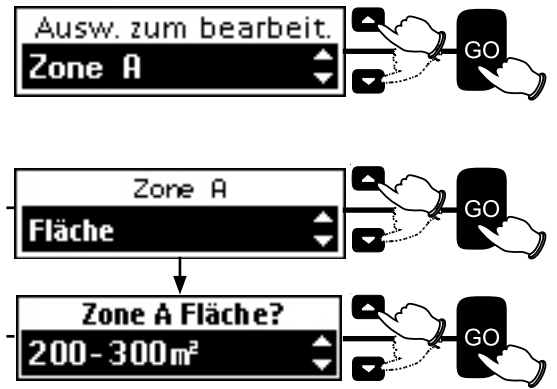 Ausw. zum bearbeit.
Zone A
GO
Zone A
Fläche
GO
Zone A Fläche?
200-300m²
GO